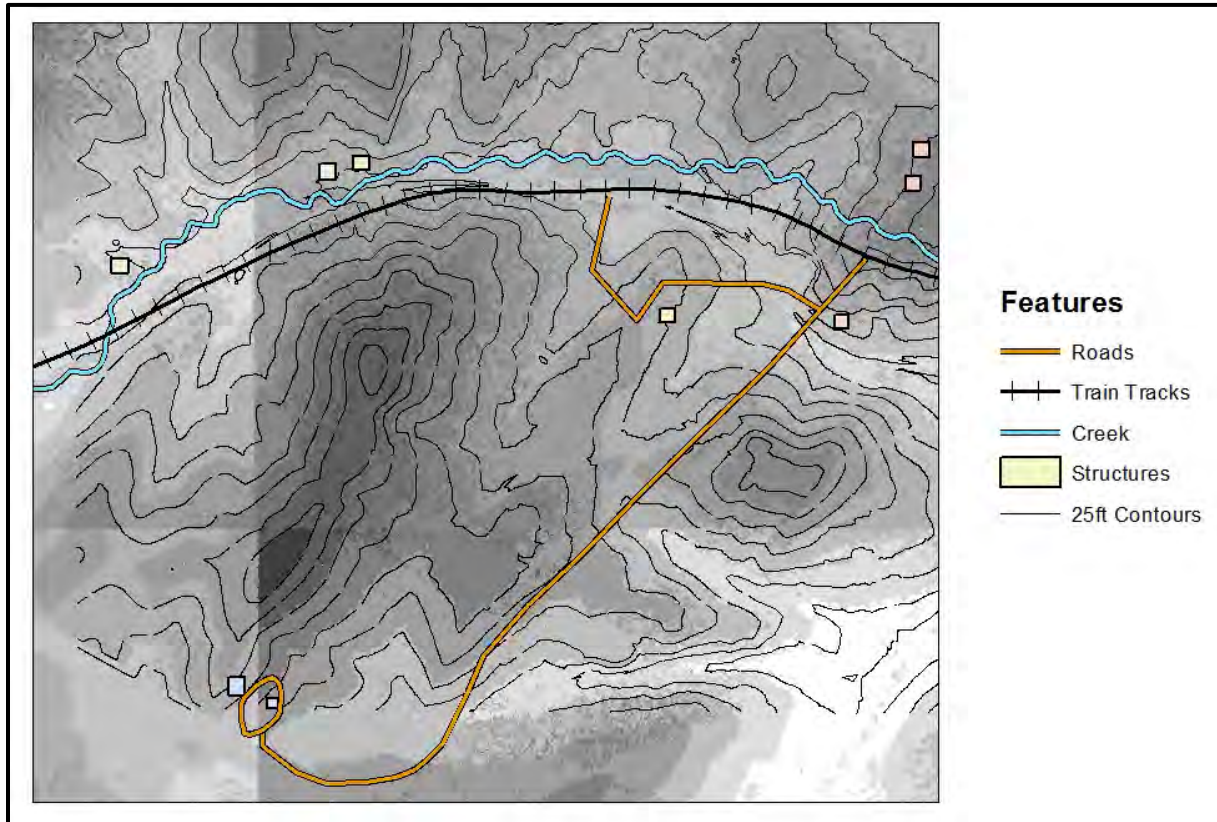 Features
Roads
Train Tracks
Creek
Structures
25ft Contours